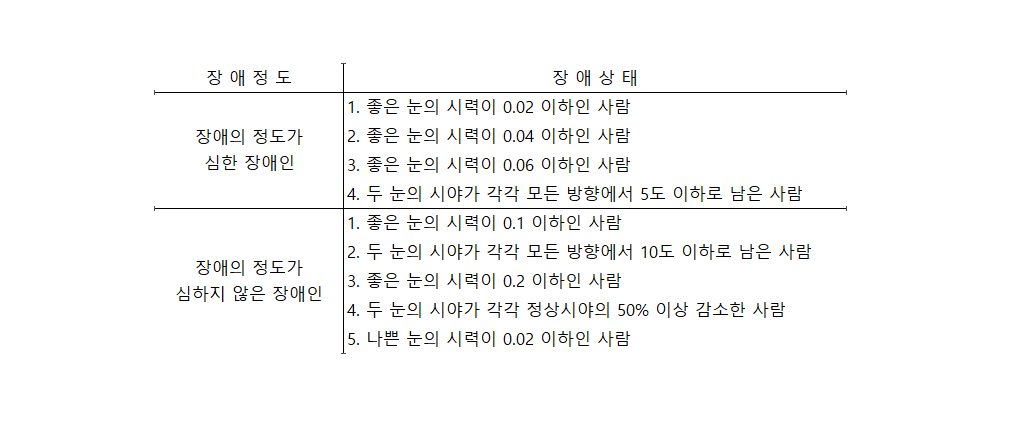 장 애 정 도
장 애 상 태
장애의 정도가
심한 장애인
1. 좋은 눈의 시력이 0.02 이하인 사람
2. 좋은 눈의 시력이 0.04 이하인 사람
3. 좋은 눈의 시력이 0.06 이하인 사람
4. 두 눈의 시야가 각각 모든 방향에서 5도 이하로 남은 사람
장애의 정도가
심하지 않은 장애인
1. 좋은 눈의 시력이 0.1 이하인 사람
2. 두 눈의 시야가 각각 모든 방향에서 10도 이하로 남은 사람
3. 좋은 눈의 시력이 0.2 이하인 사람
4. 두 눈의 시야가 각각 정상시야의 50% 이상 감소한 사람
5. 나쁜 눈의 시력이 0.02 이하인 사람